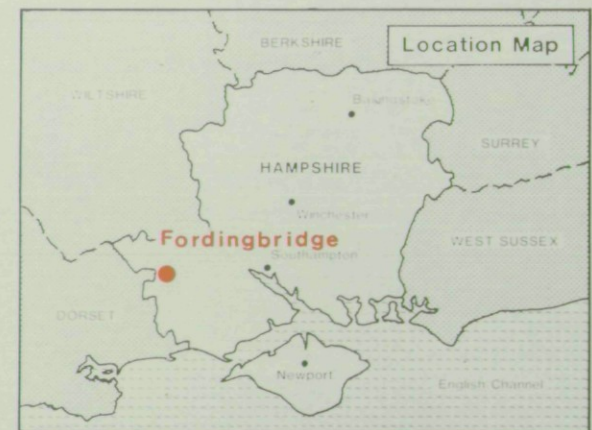 Location Map
BERKSHIRE
WILTSHIRE
Basingstoke
SURREY
HAMPSHIRE
Winchester
Fordingbridge
WEST SUSSEX
Southampton
DORSET
Newport
English Channel